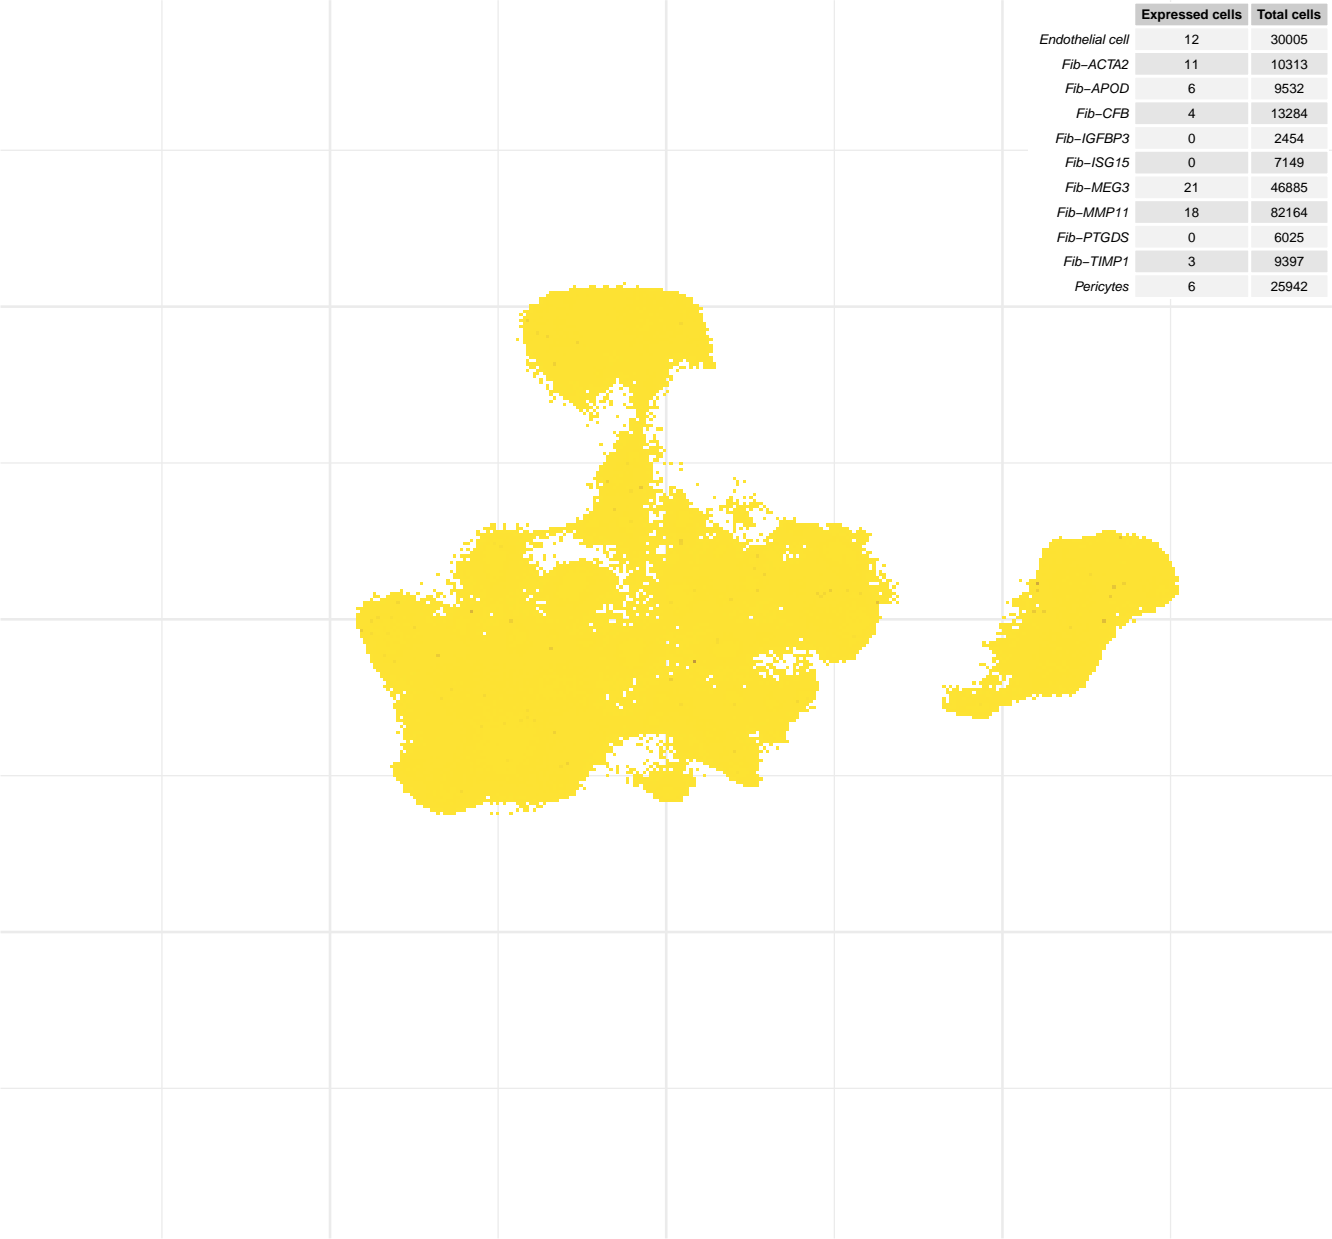 Expressed cells Total cells
Endothelial cell 12 30005
Fib−ACTA2 11 10313
Fib−APOD 6 9532
Fib−CFB 4 13284
Fib−IGFBP3 0 2454
Fib−ISG15 0 7149
Fib−MEG3 21 46885
Fib−MMP11 18 82164
Fib−PTGDS 0 6025
Fib−TIMP1 3 9397
Pericytes 6 25942